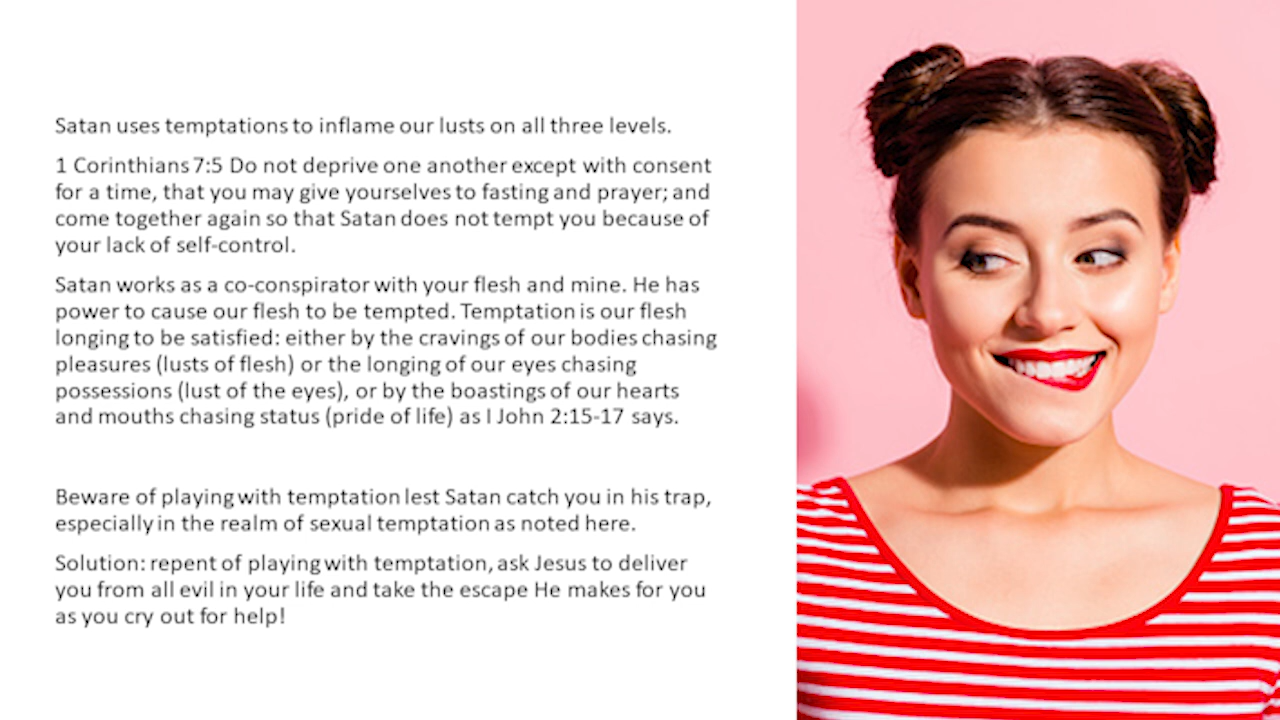 Satan uses temptations to inflame our lusts on all three levels.
1 Corinthians 7:5 Do not deprive one another except with consent
for a time, that you may give yourselves to fasting and prayer; and
come together again so that Satan does not tempt you because of
your lack of self-control.
Satan works as a co-conspirator with your flesh and mine. He has
power to cause our flesh to be tempted. Temptation is our flesh
longing to be satisfied: either by the cravings of our bodies chasing
pleasures (lusts of flesh) or the longing of our eyes chasing
possessions (lust of the eyes), or by the boastings of our hearts
and mouths chasing status (pride of life) as I John 2:15-17 says.
Beware of playing with temptation lest Satan catch you in his trap,
especially in the realm of sexual temptation as noted here.
Solution: repent of playing with temptation, ask Jesus to deliver
you from all evil in your life and take the escape He makes for you
as you cry out for help!